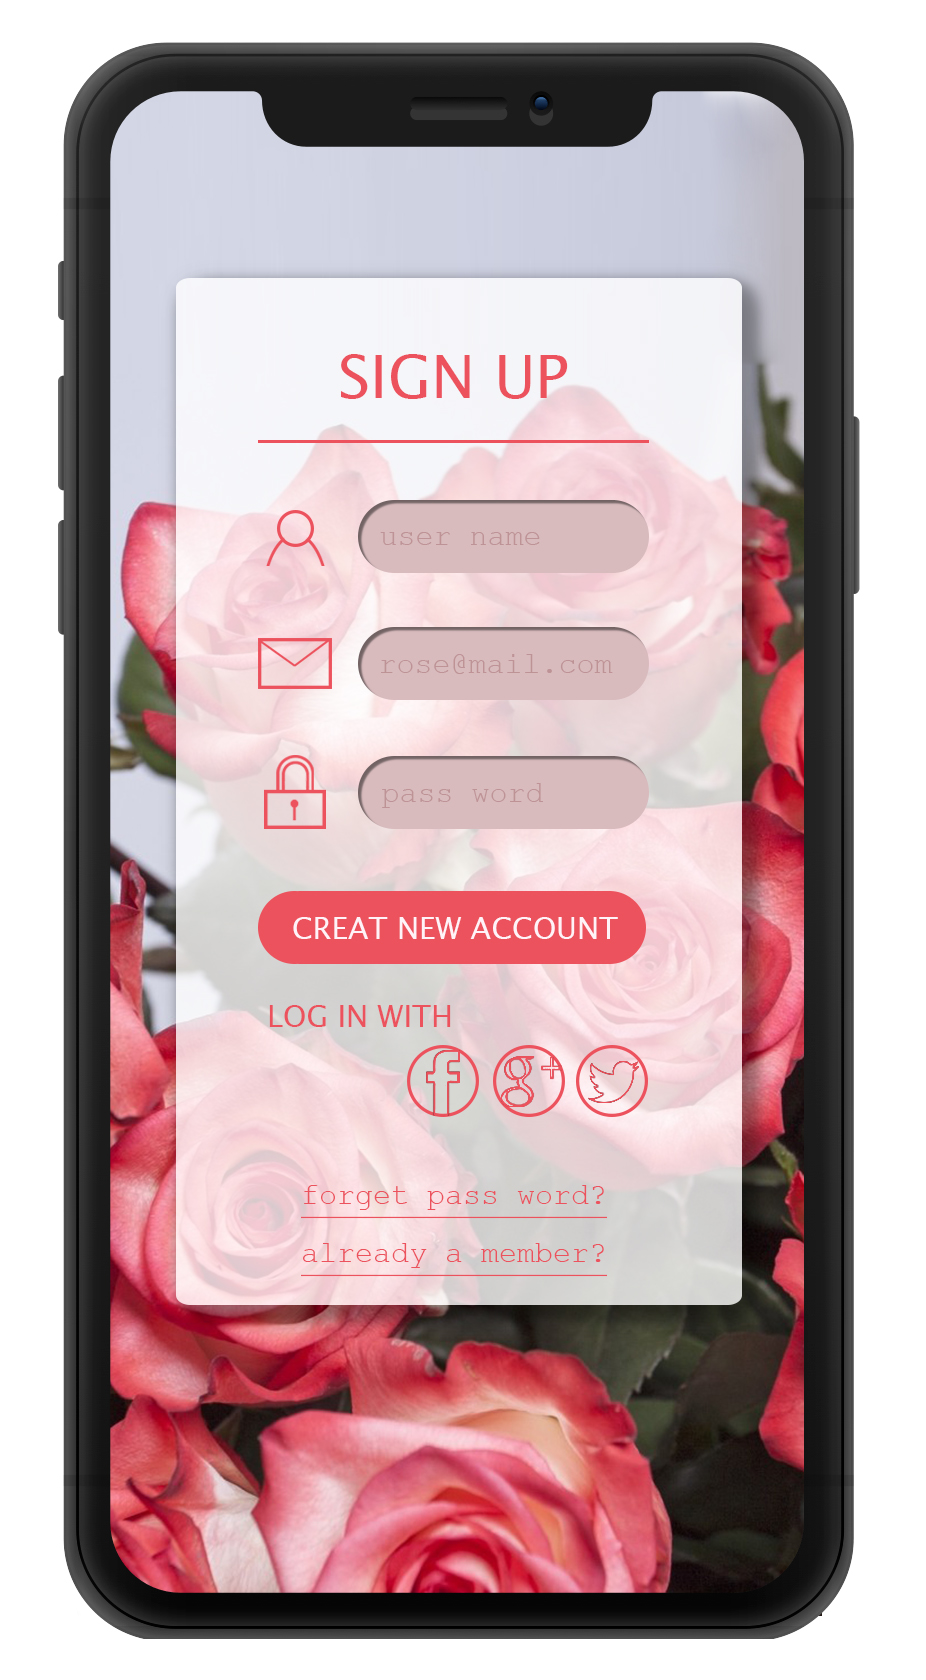 SIGN UP
user name
rose@mail.com
pass word
CREAT NEW ACCOUNT
LOG IN WITH
f g+
forget pass word?
already a member?